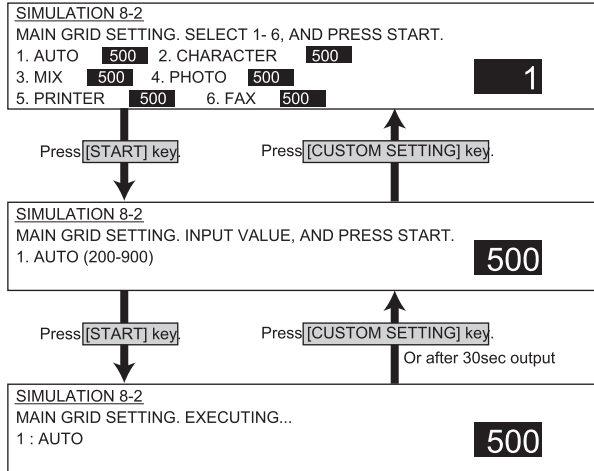 SIMULATION 8-2
MAIN GRID SETTING. SELECT 1- 6, AND PRESS START.
1. AUTO 500 2. CHARACTER 500
3. MIX 500 4. PHOTO 500
5. PRINTER 500 6. FAX 500
1
Press [START] key.
Press [CUSTOM SETTING] key.
SIMULATION 8-2
MAIN GRID SETTING. INPUT VALUE, AND PRESS START.
1. AUTO (200-900)
500
Press [START] key.
Press [CUSTOM SETTING] key.
Or after 30sec output
SIMULATION 8-2
MAIN GRID SETTING. EXECUTING...
1 : AUTO
500